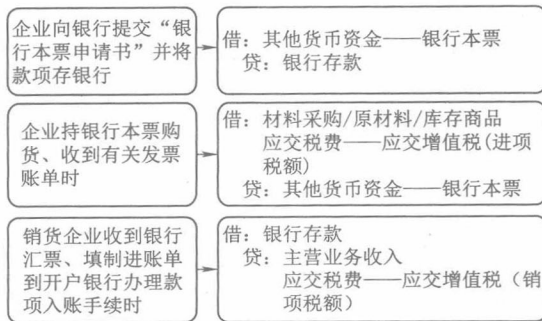 企业向银行提交“银
行本票申请书”并将
款项存银行
借：其他货币资金——银行本票
贷：银行存款
企业持银行本票购
货、收到有关发票
账单时
借：材料采购/原材料/库存商品
应交税费——应交增值税(进项
税额)
贷：其他货币资金——银行本票
销货企业收到银行
汇票、填制进账单
到开户银行办理款
项入账手续时
借：银行存款
贷：主营业务收入
应交税费——应交增值税（销
项税额）